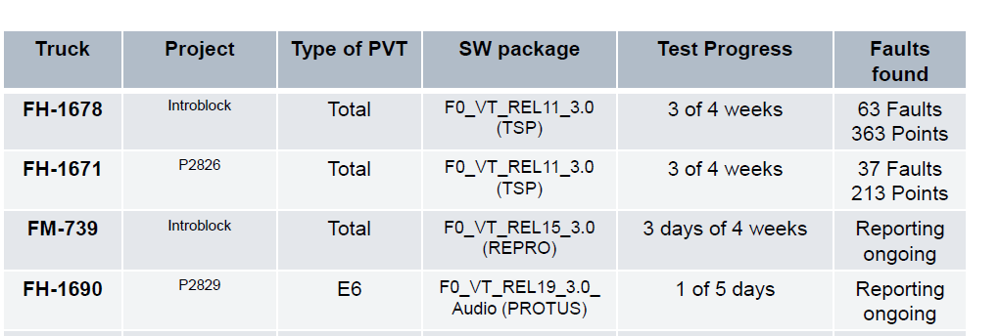 Truck Project Type of PVT SW package Test Progress Faults
found
FH-1678 Introblock Total F0_VT_REL11_3.0 3 of 4 weeks 63 Faults
(TSP) 363 Points
FH-1671 P2826 Total F0_VT_REL11_3.0 3 of 4 weeks 37 Faults
(TSP) 213 Points
FM-739 Introblock Total F0_VT_REL15_3.0 3 days of 4 weeks Reporting
(REPRO) ongoing
FH-1690 P2829 E6 F0_VT_REL19_3.0_ 1 of 5 days Reporting
Audio (PROTUS) ongoing